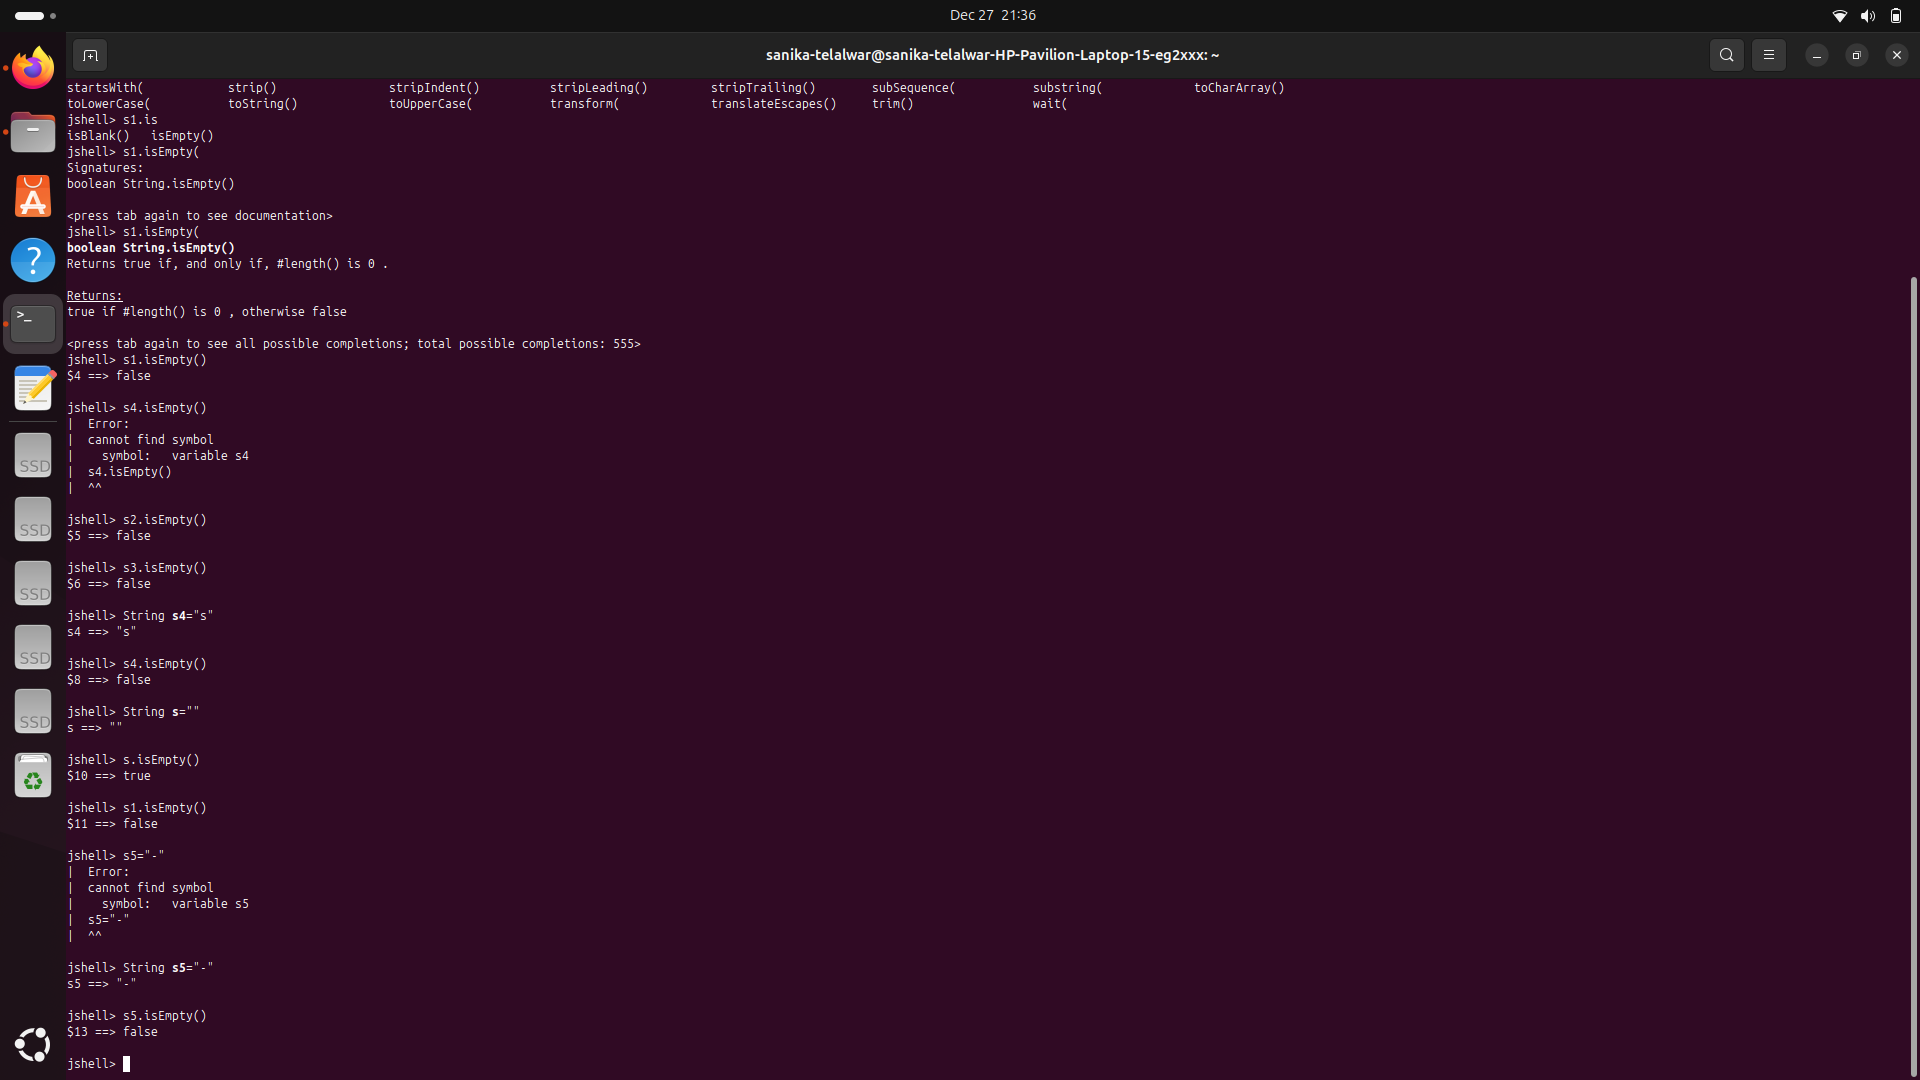 Dec 27 21:36
sanika-telalwar@sanika-telalwar-HP-Pavilion-Laptop-15-eg2xxx: ~
startsWith( strip() stripIndent() stripLeading() stripTrailing() subSequence( substring( toCharArray()
toLowerCase( toString() toUpperCase( transform( translateEscapes() trim() wait(
jshell> s1.is
isBlank() isEmpty()
jshell> s1.isEmpty(
Signatures:
boolean String.isEmpty()
<press tab again to see documentation>
jshell> s1.isEmpty(
boolean String.isEmpty()
Returns true if, and only if, #length() is 0 .
Returns:
true if #length() is 0 , otherwise false
<press tab again to see all possible completions; total possible completions: 555>
jshell> s1.isEmpty()
$4 ==> false
jshell> s4.isEmpty()
| Error:
| cannot find symbol
| symbol: variable s4
| s4.isEmpty()
| ^^
jshell> s2.isEmpty()
$5 ==> false
jshell> s3.isEmpty()
$6 ==> false
jshell> String s4="s"
s4 ==> "s"
jshell> s4.isEmpty()
$8 ==> false
jshell> String s=""
s ==> ""
jshell> s.isEmpty()
$10 ==> true
jshell> s1.isEmpty()
$11 ==> false
jshell> s5="-"
| Error:
| cannot find symbol
| symbol: variable s5
| s5="-"
| ^^
jshell> String s5="-"
s5 ==> "-"
jshell> s5.isEmpty()
$13 ==> false
jshell>
SSD
SSD
SSD
SSD
SSD